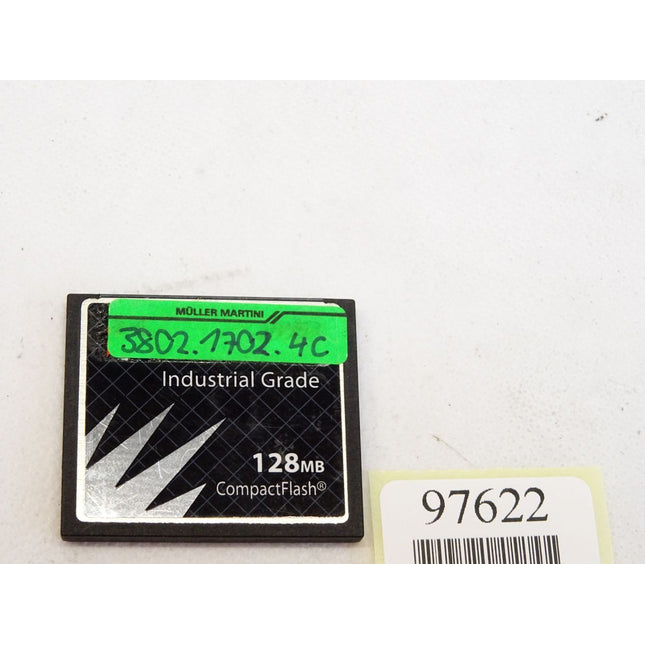 MÜLLER MARTINI
3802.1702.4C
Industrial Grade
128MB
CompactFlash®
97622